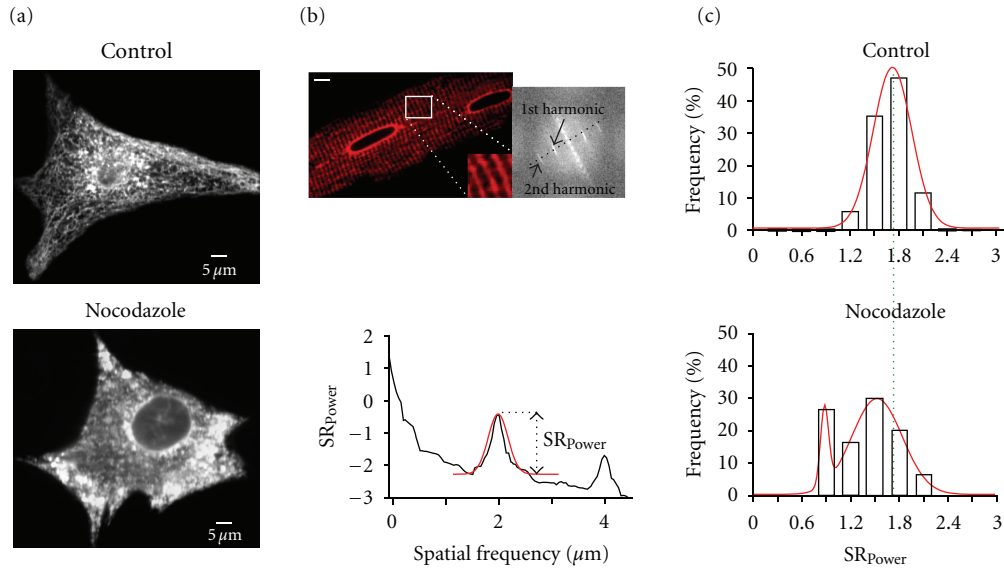 (a)
Control
5 μm
Nocodazole
5 μm
(b)
1st harmonic
2nd harmonic
SRPower
2
1
0
−1
−2
−3
SRPower
0
2
4
Spatial frequency (μm)
(c)
Control
Frequency (%)
50
40
30
20
10
0
0 0.6 1.2 1.8 2.4 3
Nocodazole
Frequency (%)
50
40
30
20
10
0
0 0.6 1.2 1.8 2.4 3
SRPower